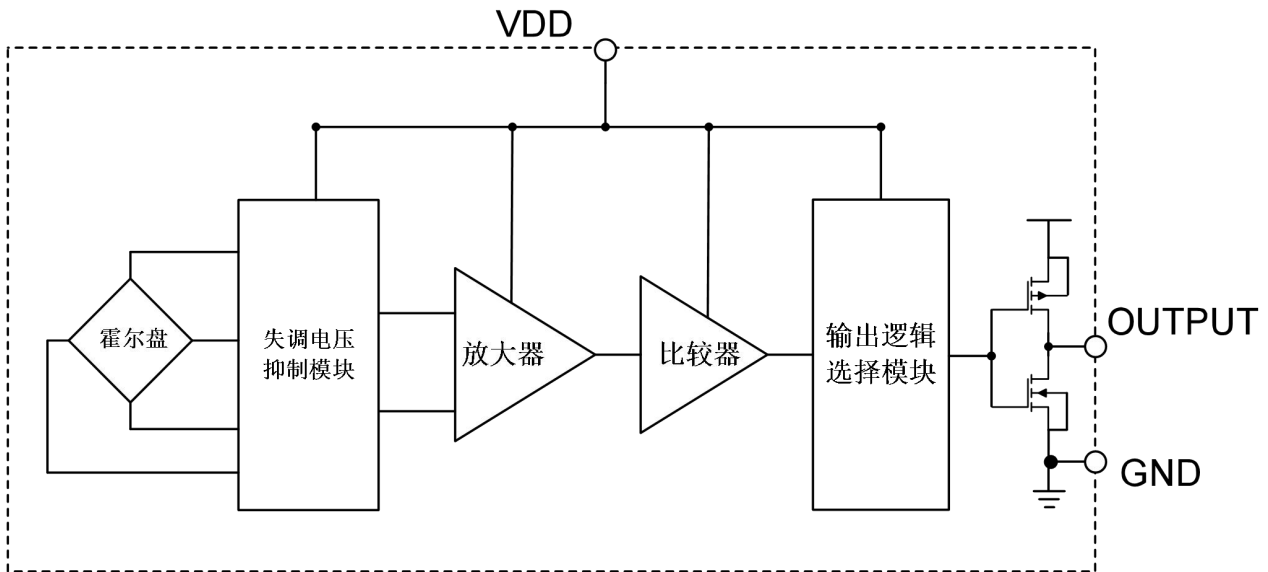 VDD
霍尔盘
失调电压
抑制模块
放大器
比较器
输出逻辑
选择模块
OUTPUT
GND